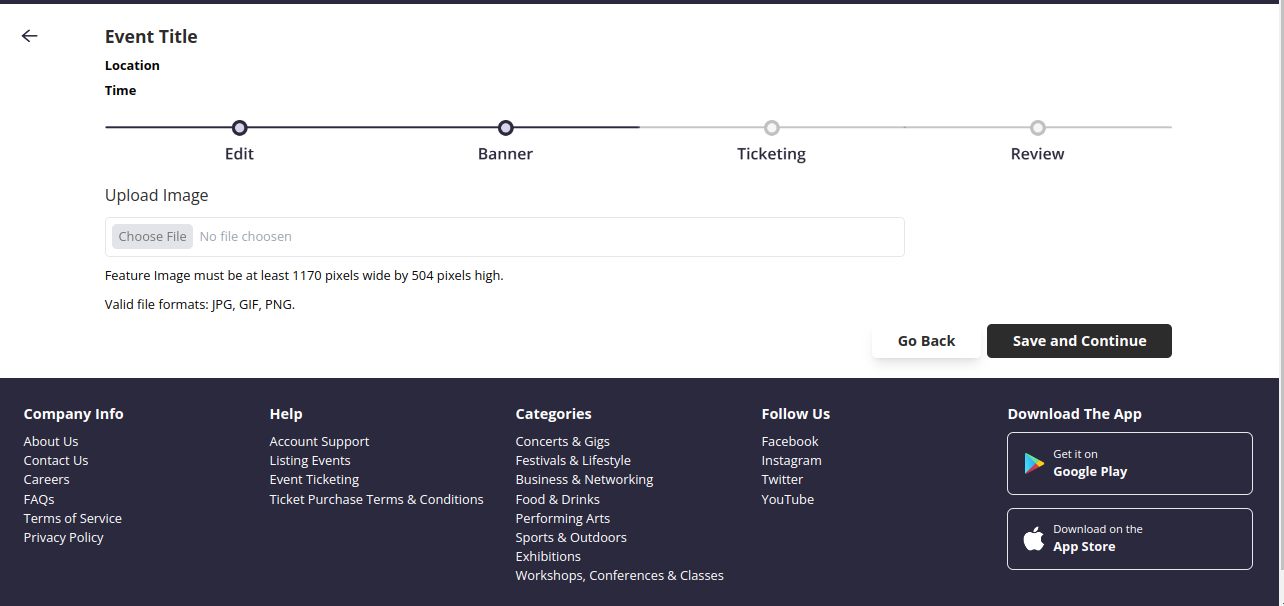 Event Title
Location
Time
Edit
Banner
Ticketing
Review
Upload Image
Choose File No file choosen
Feature Image must be at least 1170 pixels wide by 504 pixels high.
Valid file formats: JPG, GIF, PNG.
Go Back
Save and Continue
Company Info
About Us
Contact Us
Careers
FAQs
Terms of Service
Privacy Policy
Help
Account Support
Listing Events
Event Ticketing
Ticket Purchase Terms & Conditions
Categories
Concerts & Gigs
Festivals & Lifestyle
Business & Networking
Food & Drinks
Performing Arts
Sports & Outdoors
Exhibitions
Workshops, Conferences & Classes
Follow Us
Facebook
Instagram
Twitter
YouTube
Download The App
Get it on
Google Play
Download on the
App Store